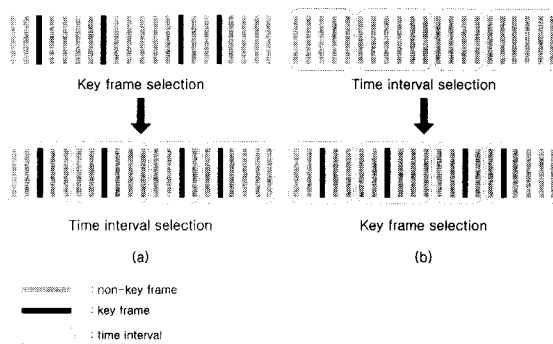 Key frame selection
Time interval selection
Time interval selection
Key frame selection
(a)
(b)
: non-key frame
: key frame
: time interval